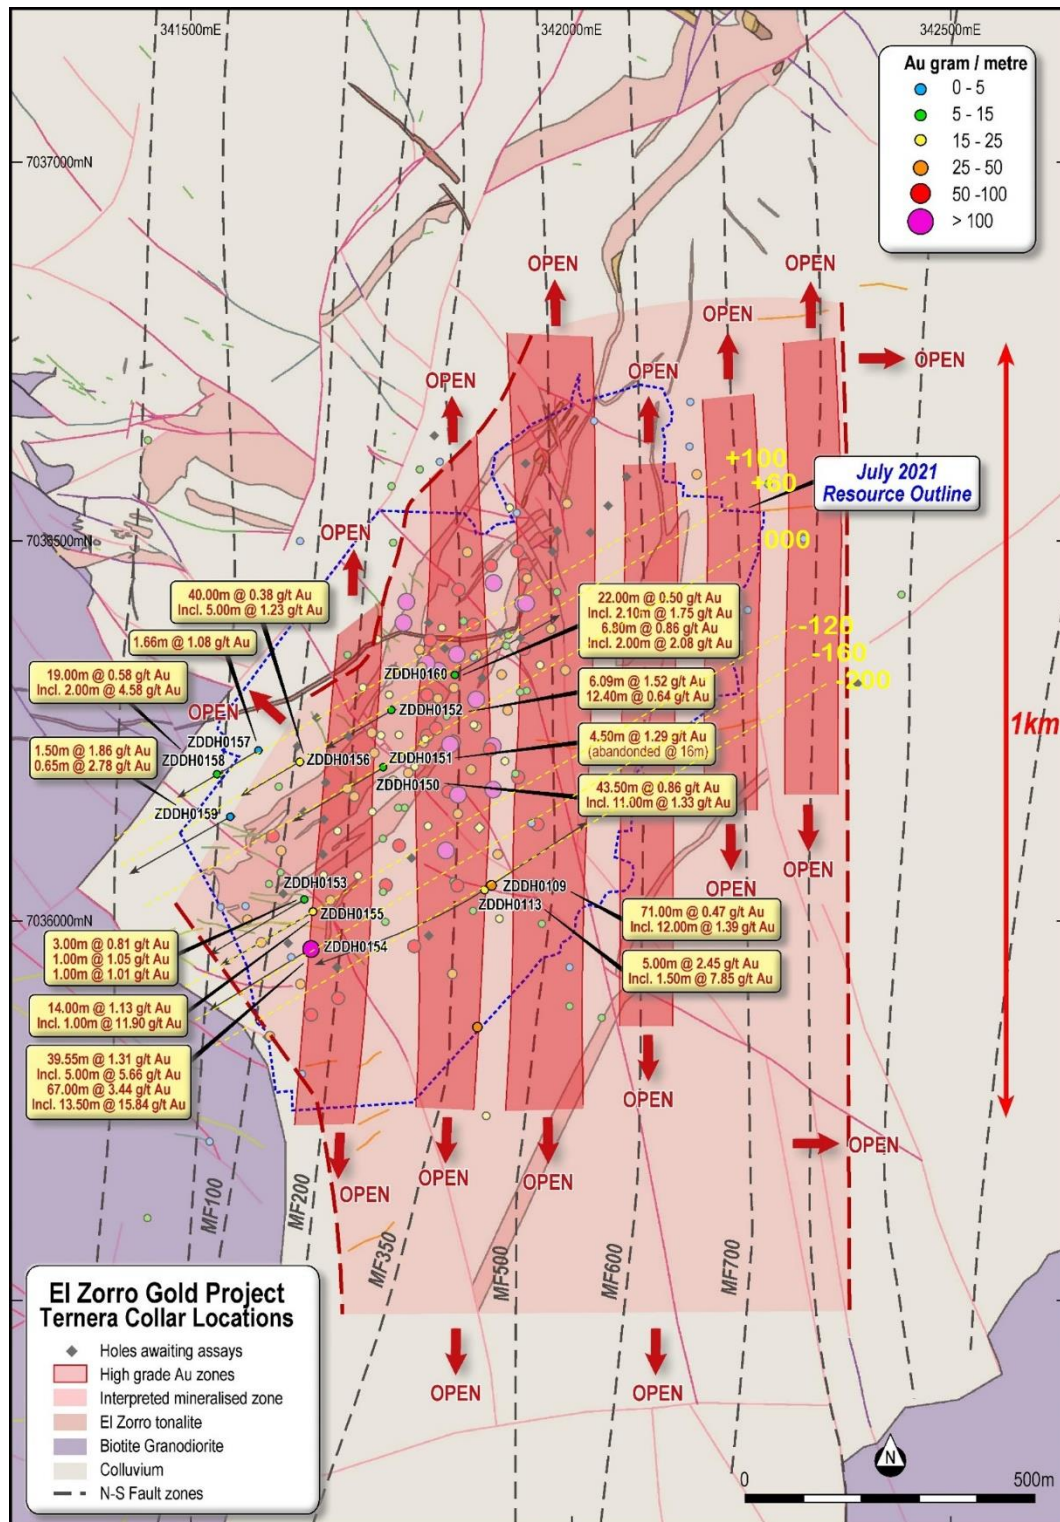 341500mE
342000mE
342500mE
Au gram / metre
0 - 5
5 - 15
15 - 25
25 - 50
50 -100
> 100
7037000mN
OPEN
OPEN
OPEN
OPEN
OPEN
OPEN
OPEN
+100
+60
July 2021
Resource Outline
7036500mN
000
40.00m @ 0.38 g/t Au
Incl. 5.00m @ 1.23 g/t Au
22.00m @ 0.50 g/t Au
Incl. 2.10m @ 1.75 g/t Au
6.80m @ 0.86 g/t Au
Incl. 2.00m @ 2.08 g/t Au
-120
-160
-200
1.66m @ 1.08 g/t Au
19.00m @ 0.58 g/t Au
Incl. 2.00m @ 4.58 g/t Au
ZDDH0160
6.09m @ 1.52 g/t Au
12.40m @ 0.64 g/t Au
OPEN
ZDDH0152
1km
1.50m @ 1.86 g/t Au
0.65m @ 2.78 g/t Au
ZDDH0157
ZDDH0158
ZDDH0156
ZDDH0151
4.50m @ 1.29 g/t Au
(abandonded @ 16m)
ZDDH0150
43.50m @ 0.86 g/t Au
Incl. 11.00m @ 1.33 g/t Au
ZDDH0159
OPEN
OPEN
ZDDH0153
ZDDH0109
ZDDH0113
ZDDH0155
7036000mN
71.00m @ 0.47 g/t Au
Incl. 12.00m @ 1.39 g/t Au
ZDDH0154
3.00m @ 0.81 g/t Au
1.00m @ 1.05 g/t Au
1.00m @ 1.01 g/t Au
5.00m @ 2.45 g/t Au
Incl. 1.50m @ 7.85 g/t Au
14.00m @ 1.13 g/t Au
Incl. 1.00m @ 11.90 g/t Au
39.55m @ 1.31 g/t Au
Incl. 5.00m @ 5.66 g/t Au
67.00m @ 3.44 g/t Au
Incl. 13.50m @ 15.84 g/t Au
OPEN
OPEN
OPEN
OPEN
OPEN
MF100
MF200
MF350
MF500
MF600
MF700
OPEN
OPEN
El Zorro Gold Project
Ternera Collar Locations
Holes awaiting assays
High grade Au zones
Interpreted mineralised zone
El Zorro tonalite
Biotite Granodiorite
Colluvium
N-S Fault zones
N
0
500m